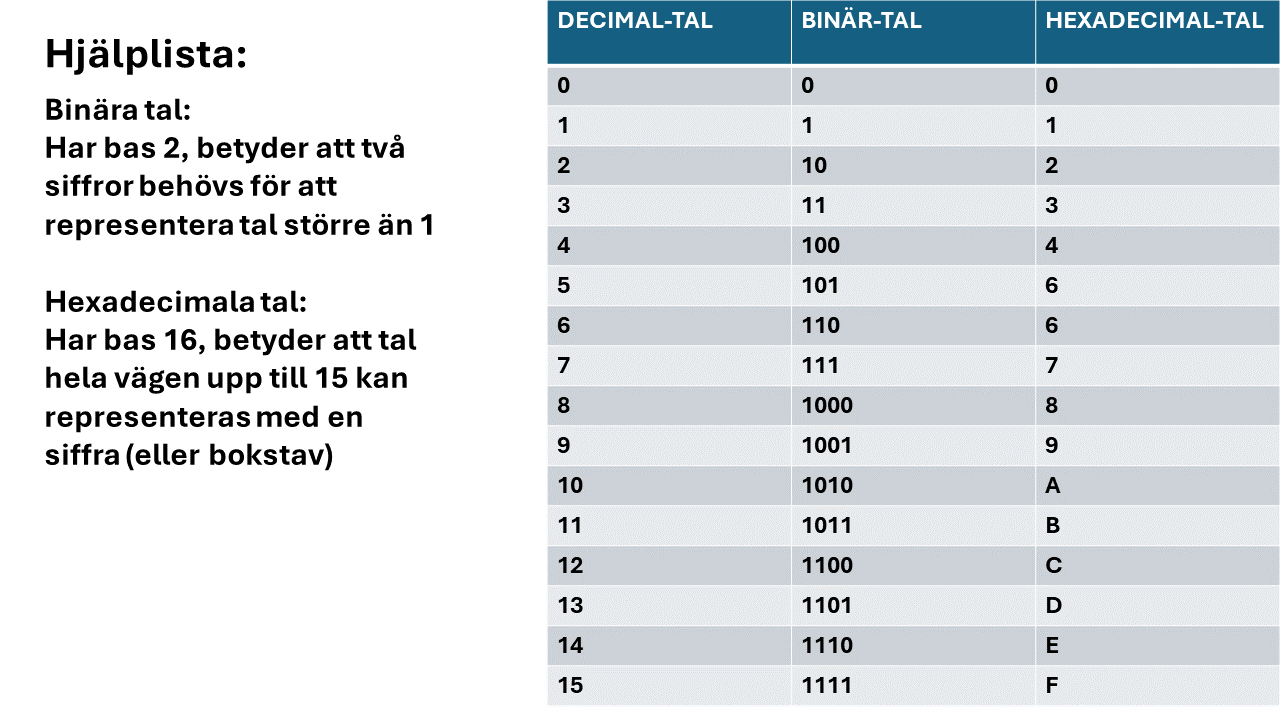 Hjälplista:
Binära tal:
Har bas 2, betyder att två
siffror behövs för att
representera tal större än 1
Hexadecimala tal:
Har bas 16, betyder att tal
hela vägen upp till 15 kan
representeras med en
siffra (eller bokstav)
DECIMAL-TAL BINÄR-TAL HEXADECIMAL-TAL
0 0 0
1 1 1
2 10 2
3 11 3
4 100 4
5 101 6
6 110 6
7 111 7
8 1000 8
9 1001 9
10 1010 A
11 1011 B
12 1100 C
13 1101 D
14 1110 E
15 1111 F